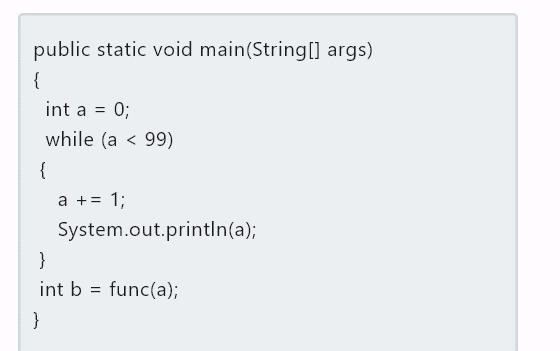 public static void main(String[] args)
{
int a = 0;
while (a < 99)
{
a += 1;
System.out.println(a);
}
int b = func(a);
}